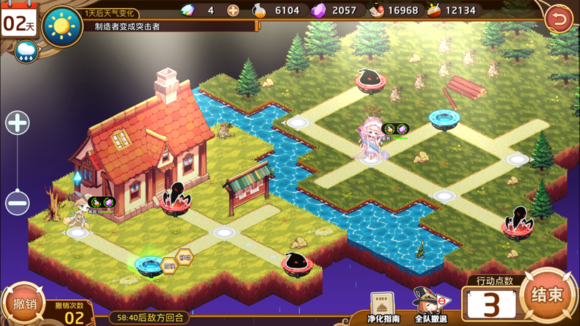 02天
1天后天气变化
制造者变成突击者
4
6104
2057
16968
12134
撤销
撤销次数
02
58:40后敌方回合
净化指南
全队撤退
行动点数
3
结束